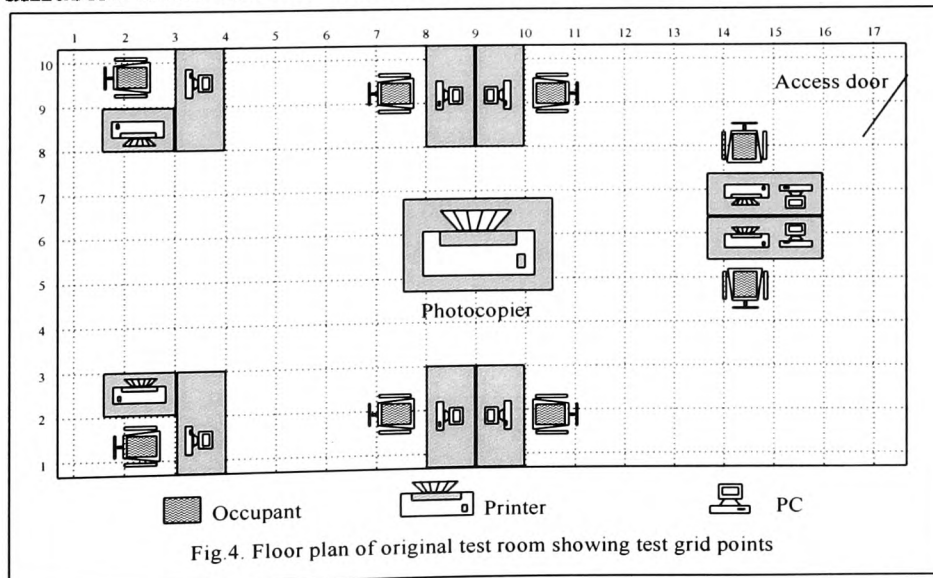 1 2 3 4 5 6 7 8 9 10 11 12 13 14 15 16 17
10
9
8
7
6
5
4
3
2
1
Access door
Photocopier
Occupant Printer PC
Fig.4. Floor plan of original test room showing test grid points